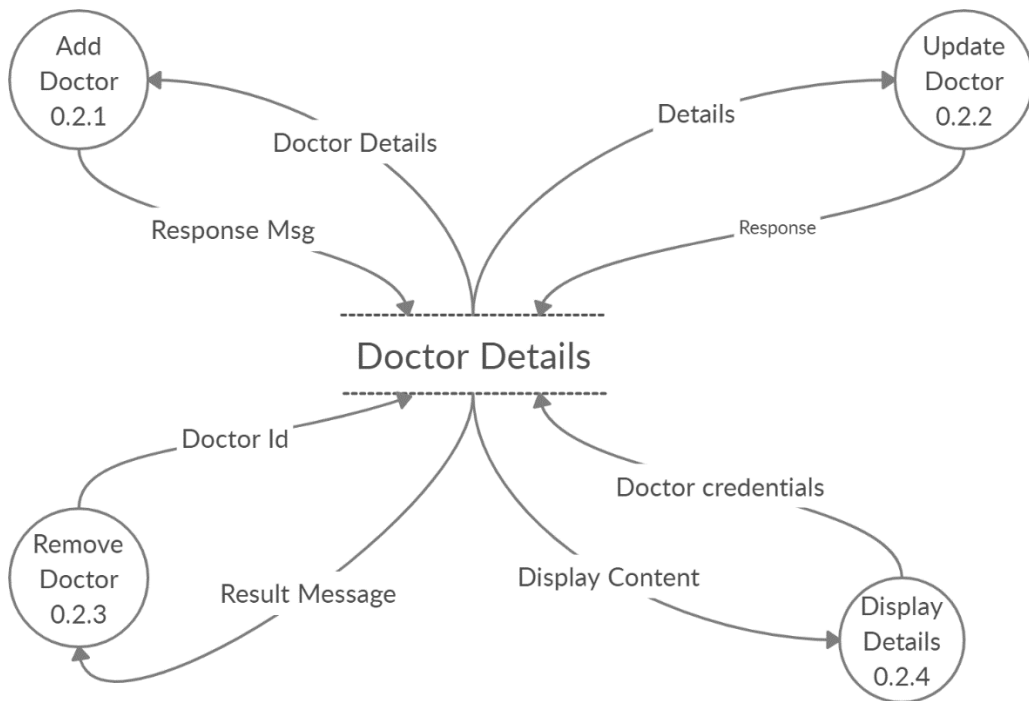 Add
Doctor
0.2.1
Update
Doctor
0.2.2
Details
Doctor Details
Response Msg
Response
Doctor Details
Doctor Id
Doctor credentials
Remove
Doctor
0.2.3
Result Message
Display Content
Display
Details
0.2.4